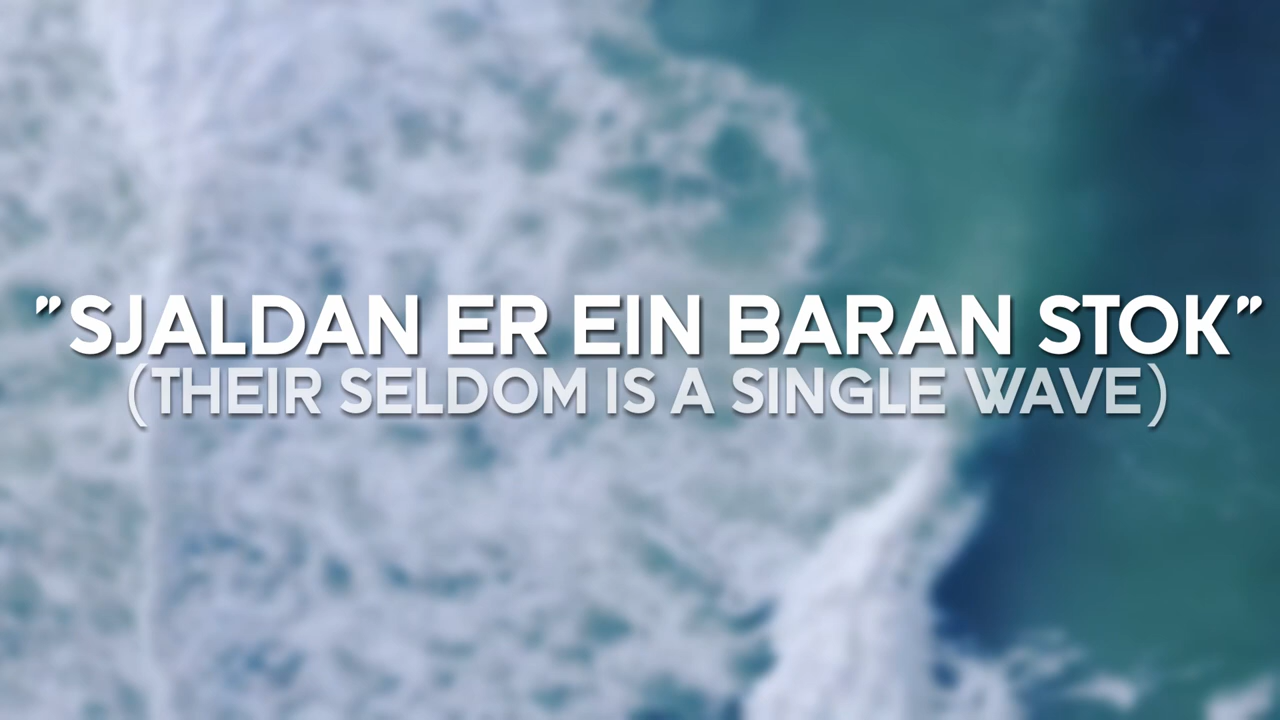 ”SJALDAN ER EIN BARAN STOK”
(THEIR SELDOM IS A SINGLE WAVE)